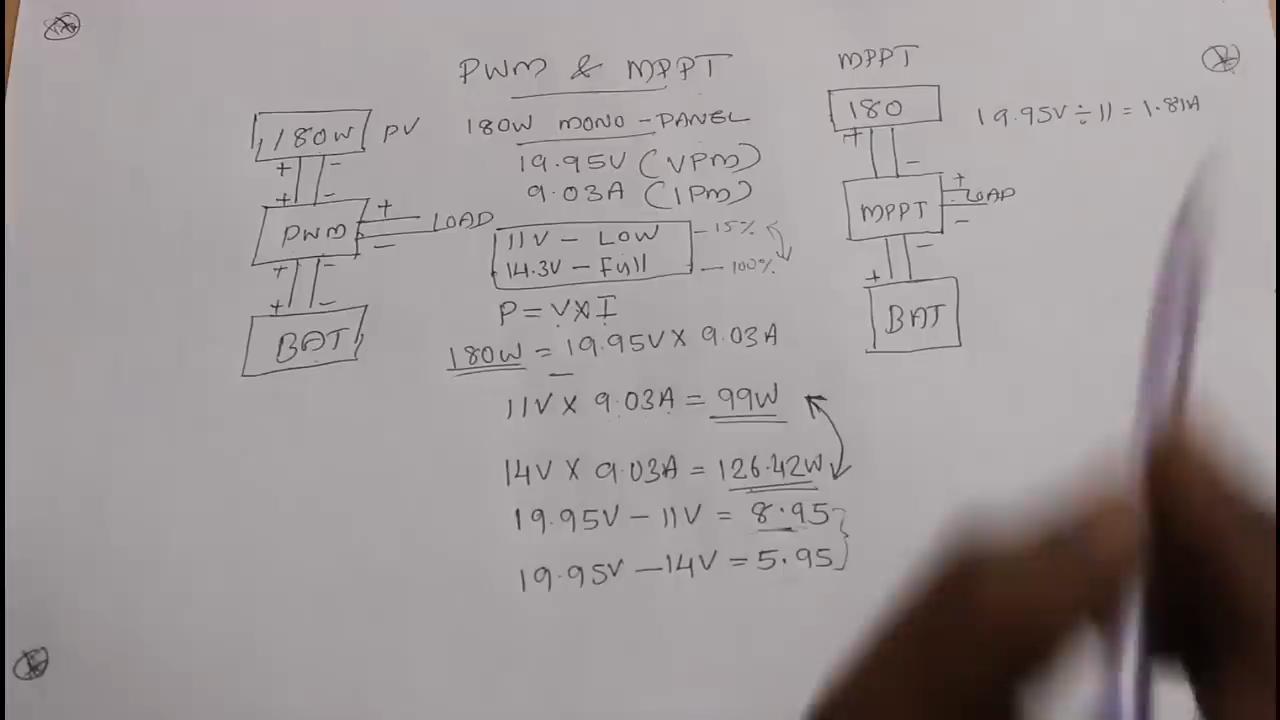 PWM & MPPT
180W MONO-PANEL
19.95V (VPM)
9.03A (IPM)
11V - LOW - 15%
14.3V - Full - 100%
P = V X I
180W = 19.95V X 9.03A
11V X 9.03A = 99W
14V X 9.03A = 126.42W
19.95V - 11V = 8.95
19.95V - 14V = 5.95
180W PV
+ -
+ -
PWM + - LOAD
+ -
+ -
BAT
MPPT
180
+ -
MPPT + - LOAD
+ -
BAT
19.95V ÷ 11 = 1.81A